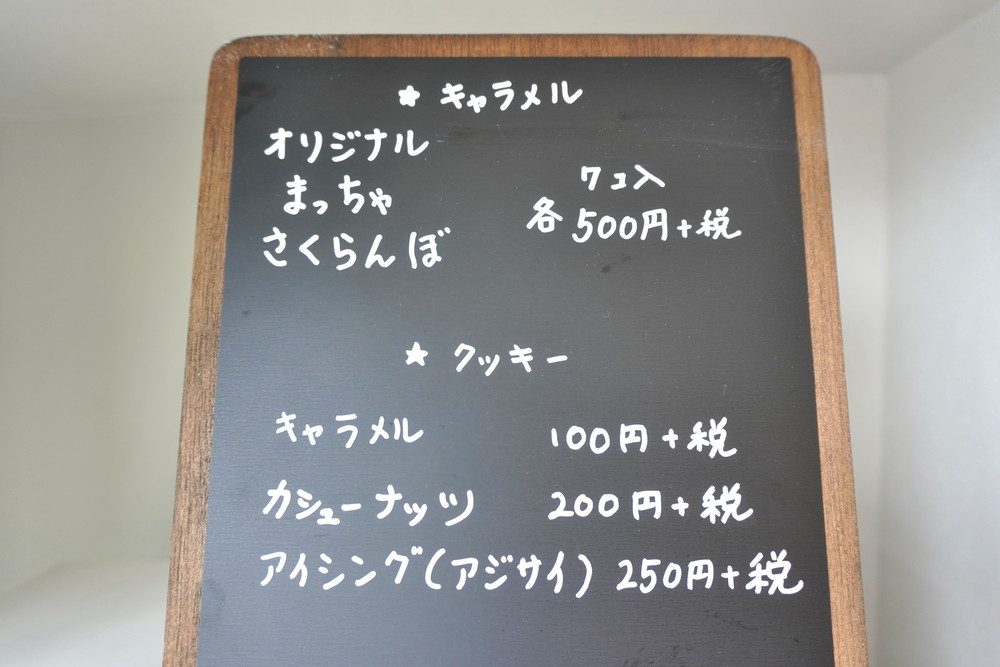 ★ キャラメル
オリジナル
まっちゃ
さくらんぼ
7コ入
各500円+税
★ クッキー
キャラメル 100円+税
カシューナッツ 200円+税
アイシング(アジサイ) 250円+税